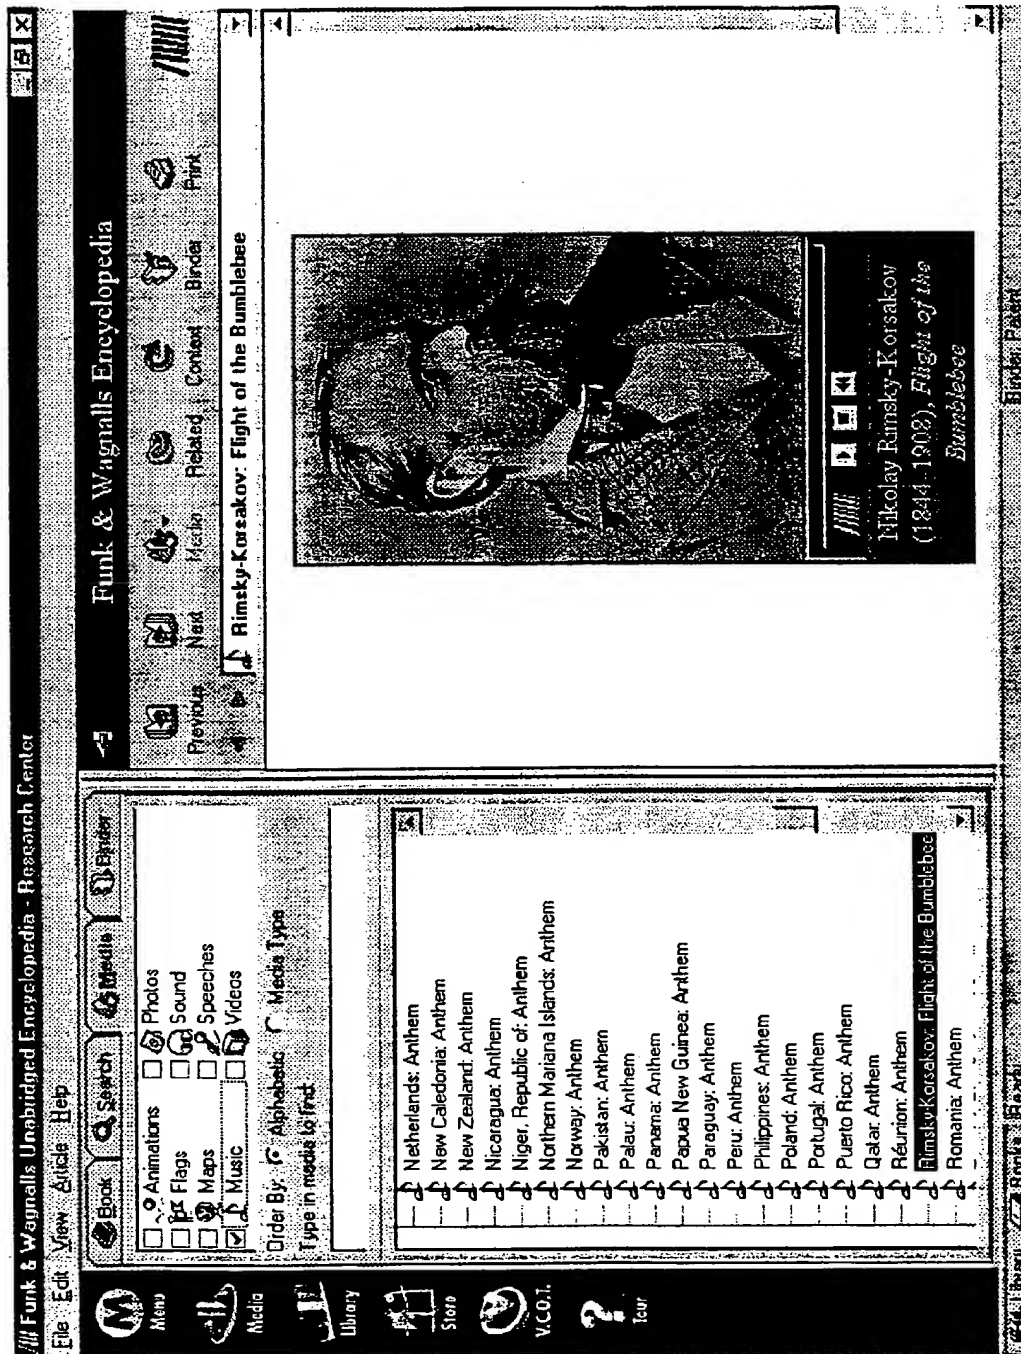 Funk & Wagnalls Unabridged Encyclopedia - Research Center
File Edit View Article Help
Menu
Media
Library
Store
V.C.O.T.
Tour
Book Search Media Binder
Animations Photos
Flags Sound
Maps Speeches
Music Videos
Order By: Alphabetic Media Type
Type in media to find:
Netherlands: Anthem
New Caledonia: Anthem
New Zealand: Anthem
Nicaragua: Anthem
Niger, Republic of: Anthem
Northern Mariana Islands: Anthem
Norway: Anthem
Pakistan: Anthem
Palau: Anthem
Panama: Anthem
Papua New Guinea: Anthem
Paraguay: Anthem
Peru: Anthem
Philippines: Anthem
Poland: Anthem
Portugal: Anthem
Puerto Rico: Anthem
Qatar: Anthem
Réunion: Anthem
Rimsky-Korsakov: Flight of the Bumblebee
Romania: Anthem
Funk & Wagnalls Encyclopedia
Previous Next Media Related Context Binder Print
Rimsky-Korsakov: Flight of the Bumblebee
Nikolay Rimsky-Korsakov
(1844-1908), Flight of the
Bumblebee
Books Ready
Binder: Patent